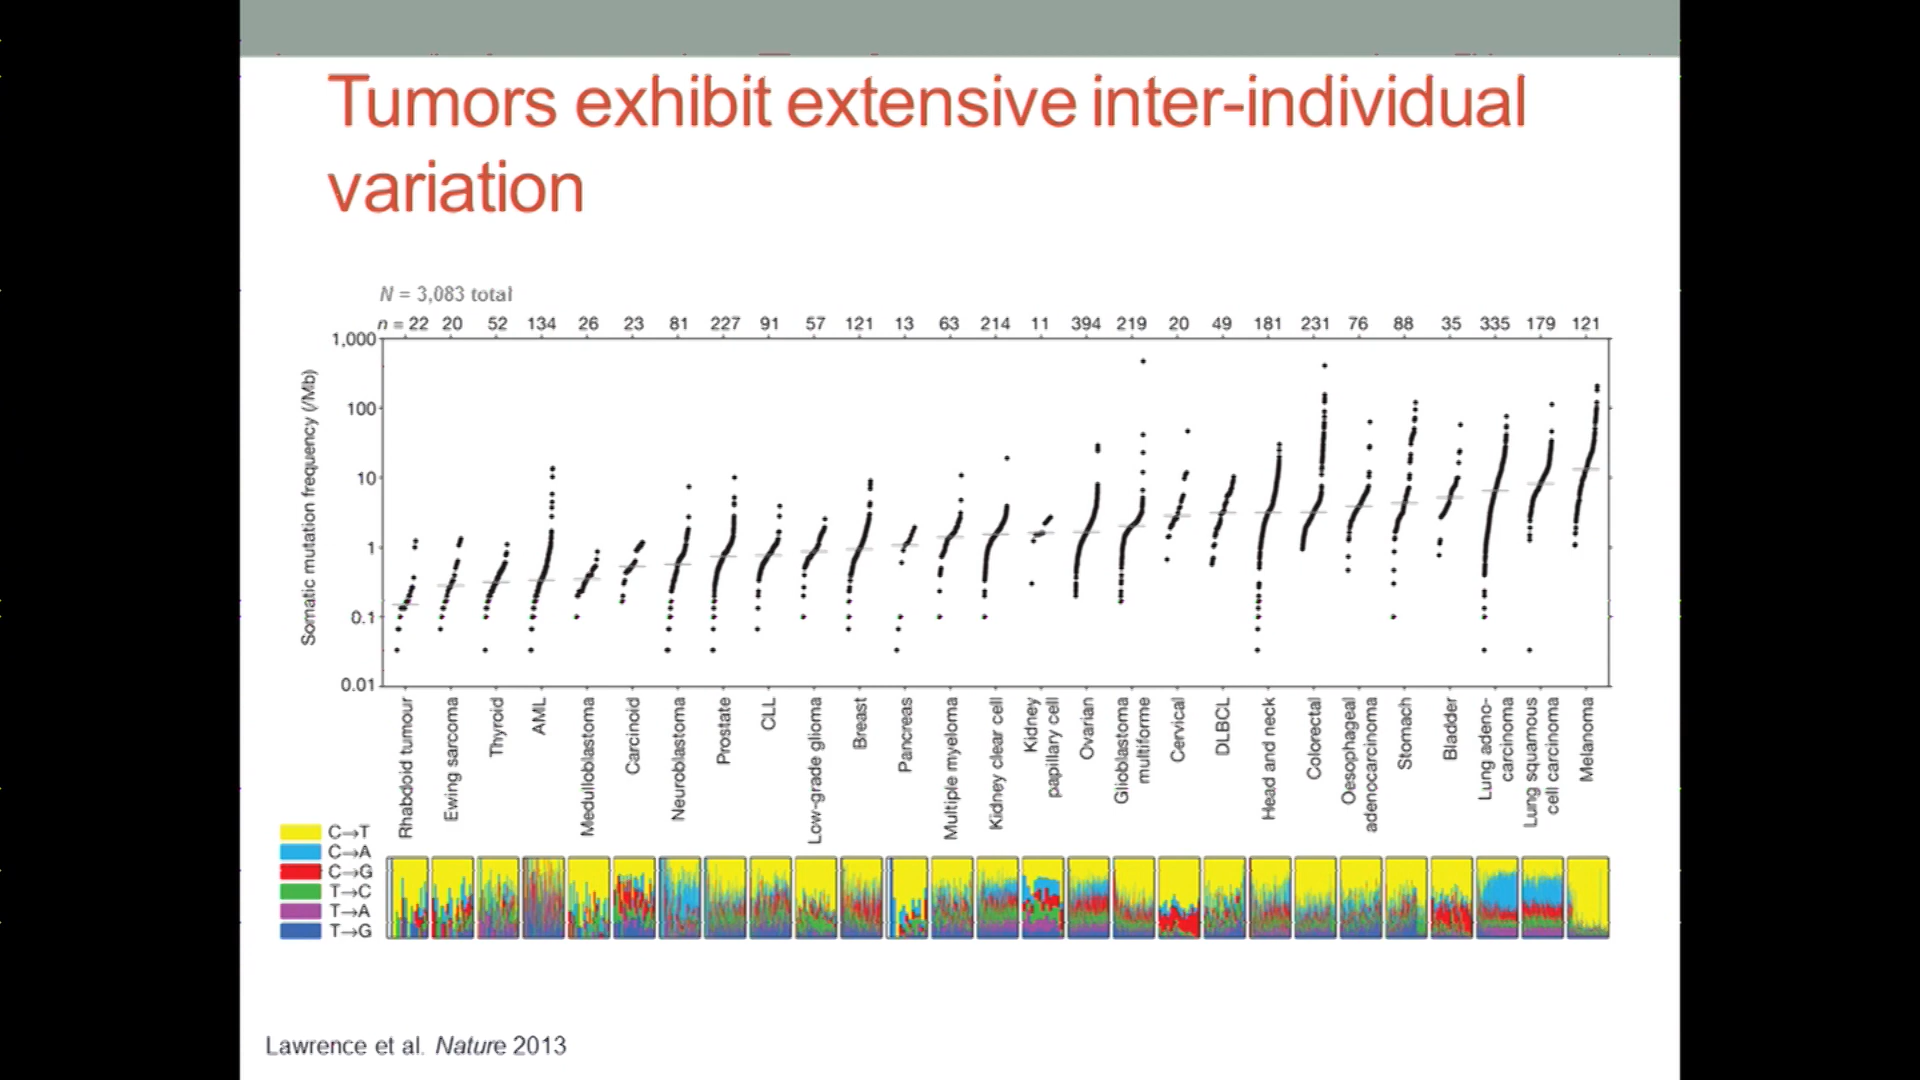 Tumors exhibit extensive inter-individual
variation
N = 3,083 total
n = 22 20 52 134 26 23 81 227 91 57 121 13 63 214 11 394 219 20 49 181 231 76 88 35 335 179 121
1,000
100
10
1
0.1
0.01
Somatic mutation frequency (/Mb)
Rhabdoid tumour
Ewing sarcoma
Thyroid
AML
Medulloblastoma
Carcinoid
Neuroblastoma
Prostate
CLL
Low-grade glioma
Breast
Pancreas
Multiple myeloma
Kidney clear cell
Kidney
papillary cell
Ovarian
Glioblastoma
multiforme
Cervical
DLBCL
Head and neck
Colorectal
Oesophageal
adenocarcinoma
Stomach
Bladder
Lung adeno-
carcinoma
Lung squamous
cell carcinoma
Melanoma
C→T
C→A
C→G
T→C
T→A
T→G
Lawrence et al. Nature 2013